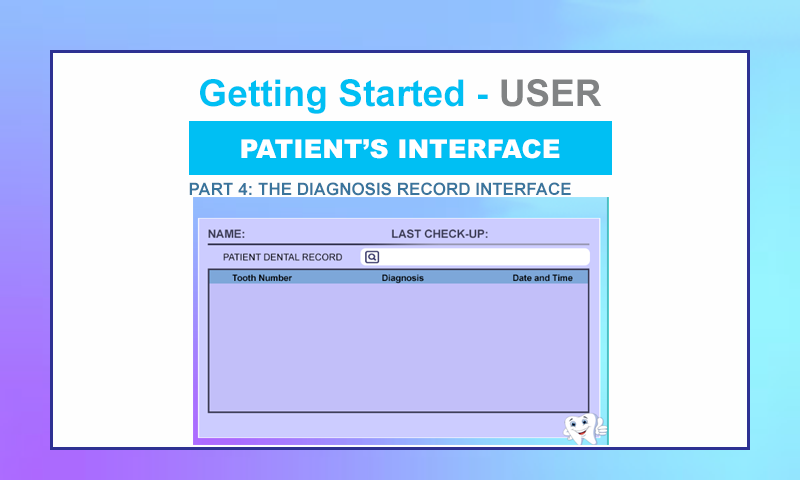 Getting Started - USER
PATIENT'S INTERFACE
PART 4: THE DIAGNOSIS RECORD INTERFACE
NAME: LAST CHECK-UP:
PATIENT DENTAL RECORD
Tooth Number Diagnosis Date and Time